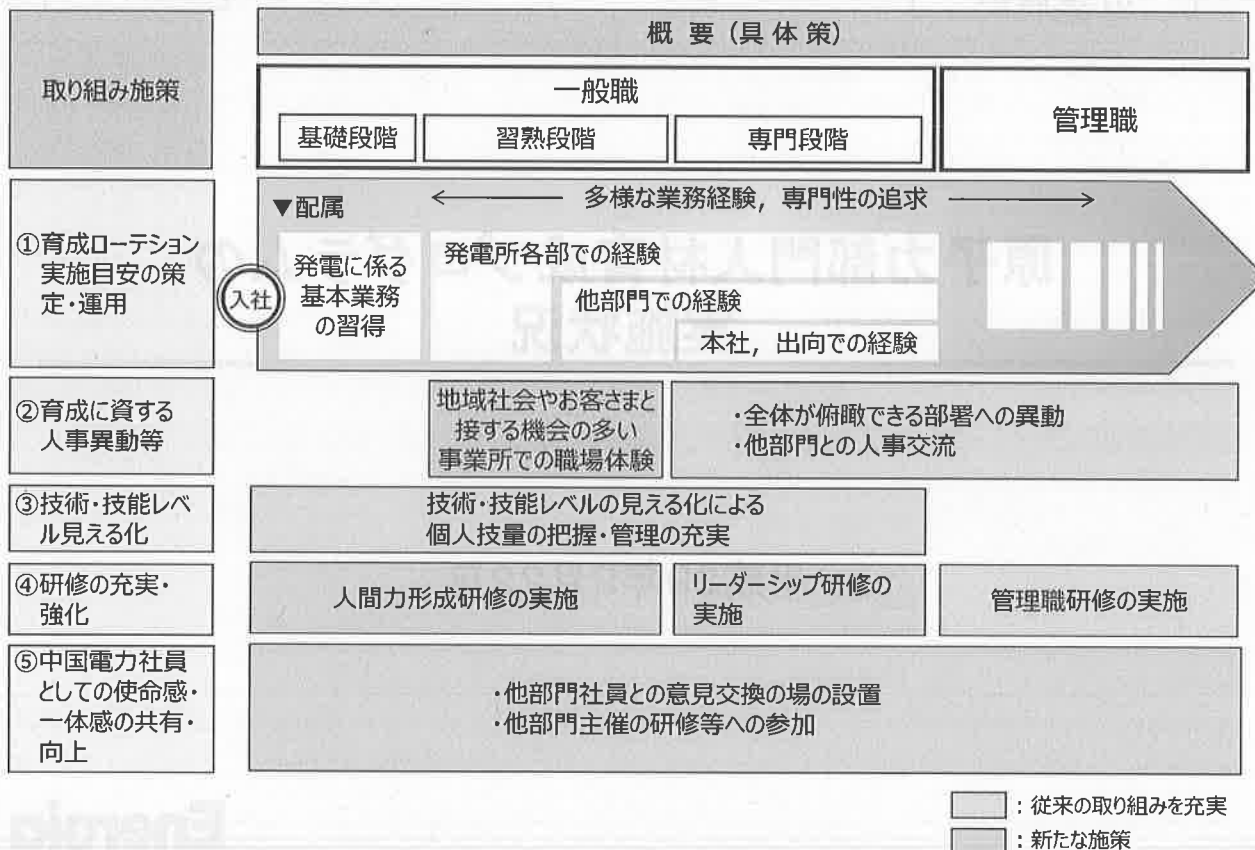 概 要 (具 体 策)
取り組み施策
一般職
管理職
基礎段階
習熟段階
専門段階
①育成ローテション
実施目安の策
定・運用
入社
▼配属
多様な業務経験，専門性の追求
発電に係る
基本業務
の習得
発電所各部での経験
他部門での経験
本社，出向での経験
②育成に資する
人事異動等
地域社会やお客さまと
接する機会の多い
事業所での職場体験
・全体が俯瞰できる部署への異動
・他部門との人事交流
③技術・技能レベ
ル見える化
技術・技能レベルの見える化による
個人技量の把握・管理の充実
④研修の充実・
強化
人間力形成研修の実施
リーダーシップ研修の
実施
管理職研修の実施
⑤中国電力社員
としての使命感・
一体感の共有・
向上
・他部門社員との意見交換の場の設置
・他部門主催の研修等への参加
：従来の取り組みを充実
：新たな施策